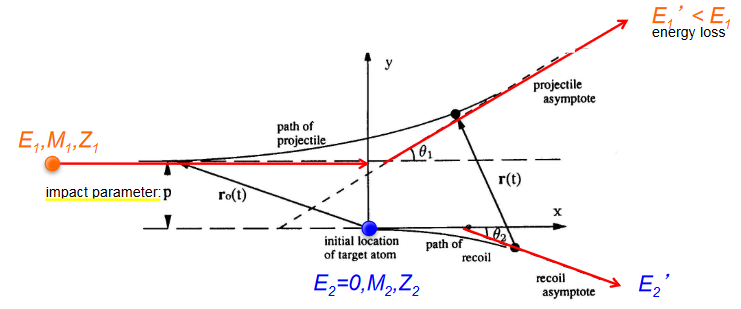 E₁' < E₁
energy loss
y
projectile
asymptote
path of
projectile
E₁,M₁,Z₁
θ₁
impact parameter: p
r₀(t)
r(t)
x
initial location
of target atom
path of
recoil
θ₂
recoil
asymptote
E₂=0,M₂,Z₂
E₂'